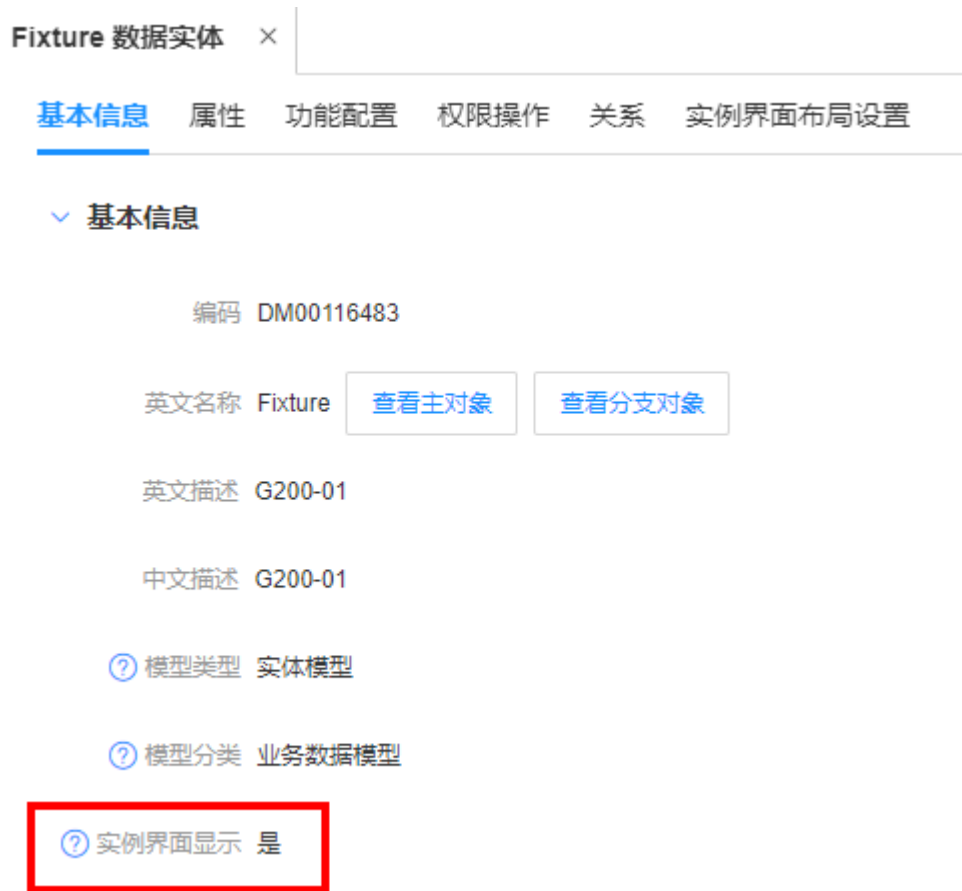 Fixture 数据实体 ×
基本信息 属性 功能配置 权限操作 关系 实例界面布局设置
基本信息
编码 DM00116483
英文名称 Fixture 查看主对象 查看分支对象
英文描述 G200-01
中文描述 G200-01
? 模型类型 实体模型
? 模型分类 业务数据模型
? 实例界面显示 是